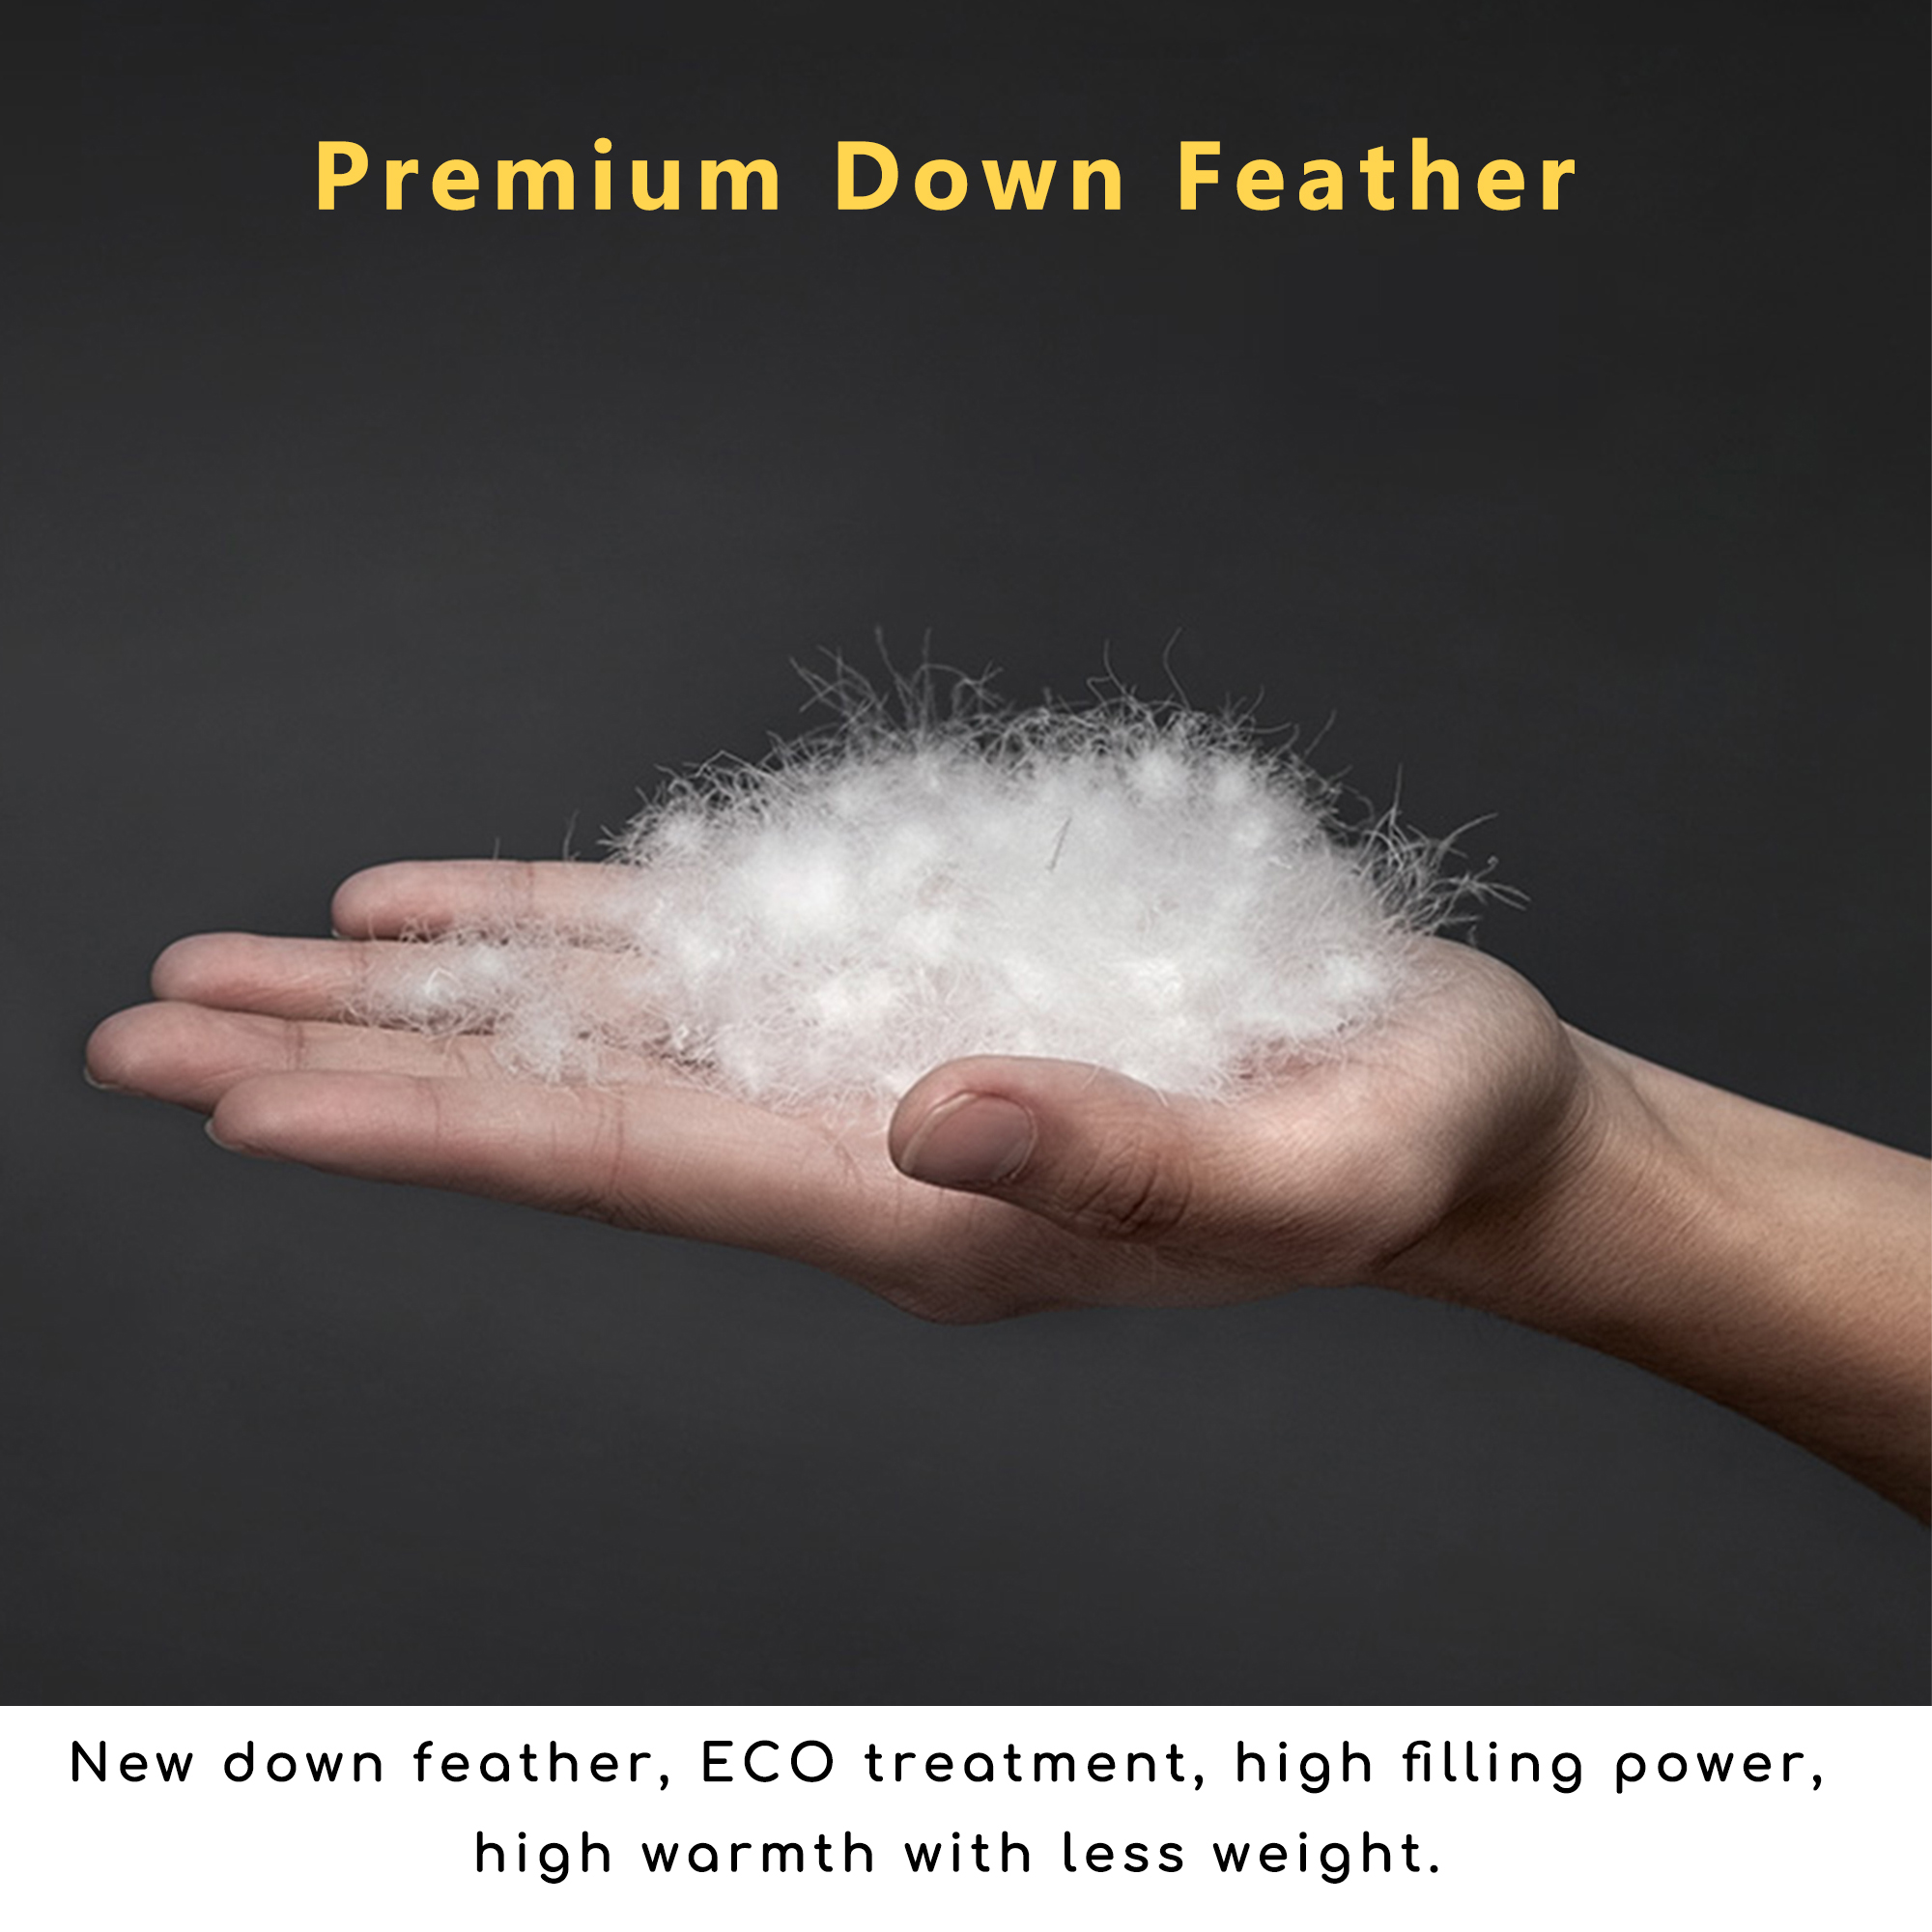 Premium Down Feather
New down feather, ECO treatment, high filling power,
high warmth with less weight.